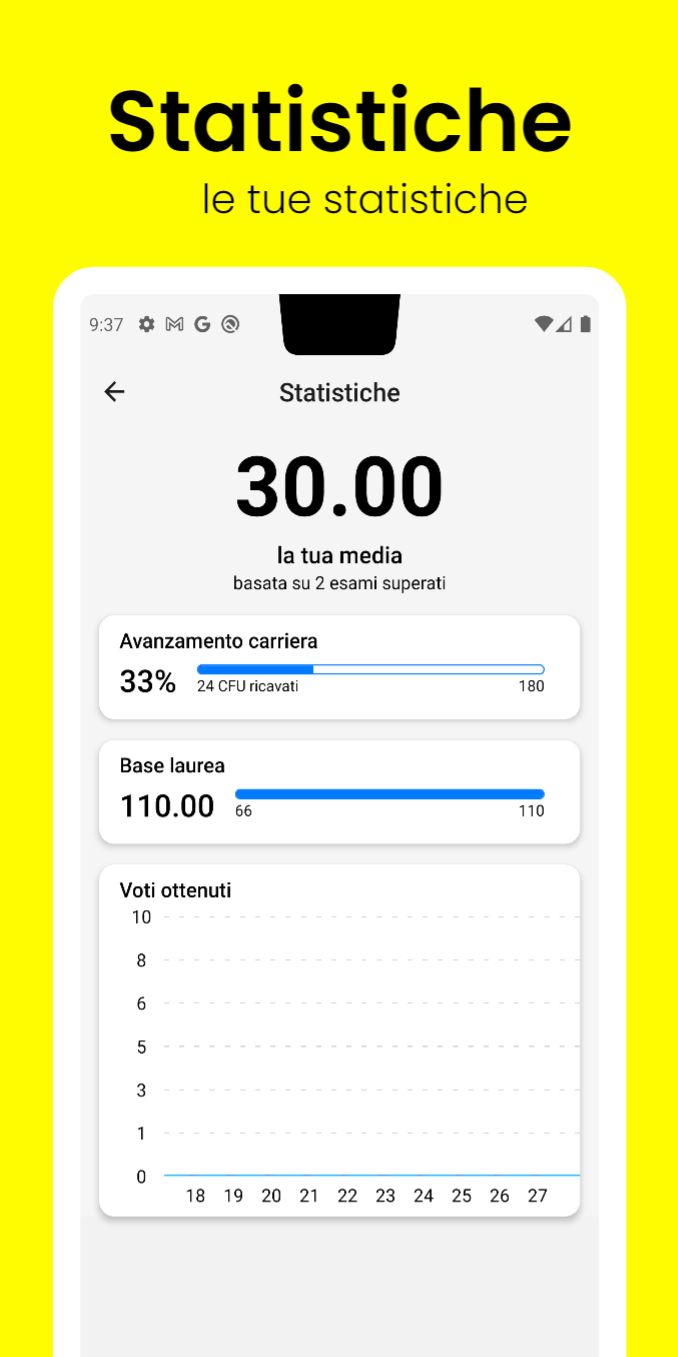 Statistiche
le tue statistiche
9:37
Statistiche
30.00
la tua media
basata su 2 esami superati
Avanzamento carriera
33%
24 CFU ricavati 180
Base laurea
110.00
66 110
Voti ottenuti
10
8
6
5
3
1
0
18 19 20 21 22 23 24 25 26 27